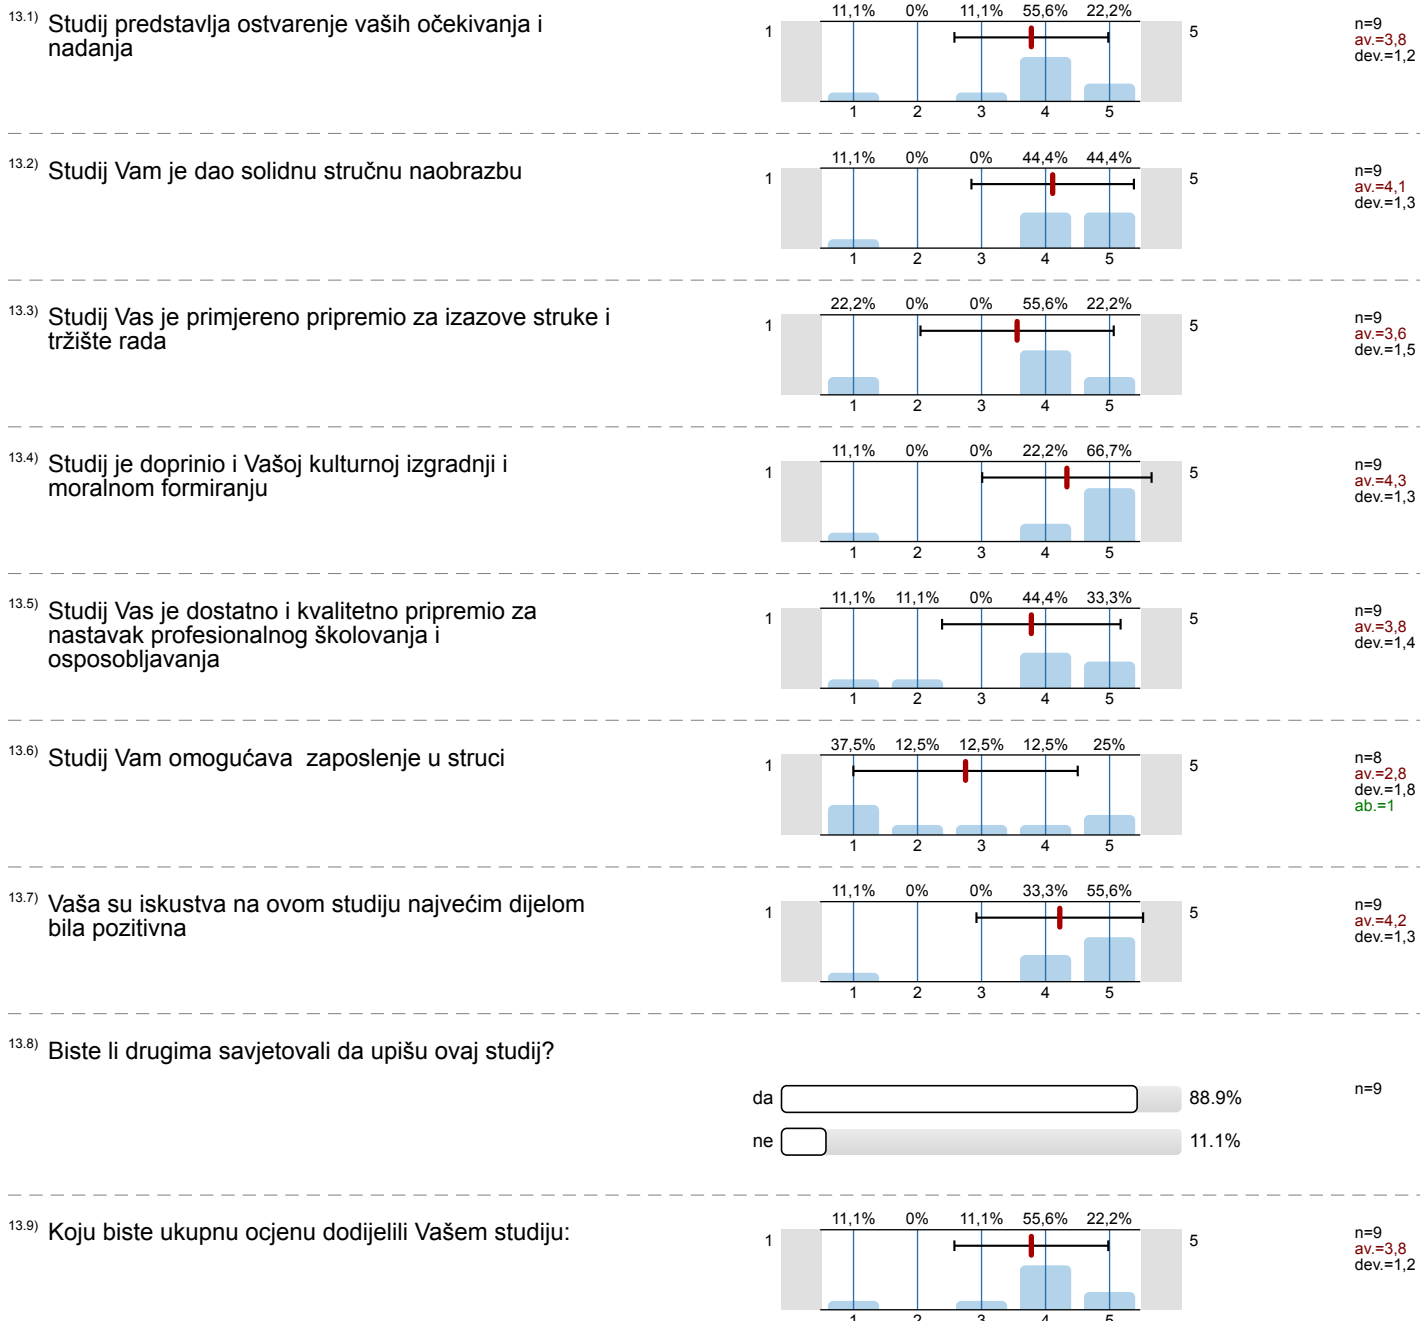 13.1) Studij predstavlja ostvarenje vaših očekivanja i
nadanja
11,1% 0% 11,1% 55,6% 22,2%
1 5
1 2 3 4 5
n=9
av.=3,8
dev.=1,2
13.2) Studij Vam je dao solidnu stručnu naobrazbu
11,1% 0% 0% 44,4% 44,4%
1 5
1 2 3 4 5
n=9
av.=4,1
dev.=1,3
13.3) Studij Vas je primjereno pripremio za izazove struke i
tržište rada
22,2% 0% 0% 55,6% 22,2%
1 5
1 2 3 4 5
n=9
av.=3,6
dev.=1,5
13.4) Studij je doprinio i Vašoj kulturnoj izgradnji i
moralnom formiranju
11,1% 0% 0% 22,2% 66,7%
1 5
1 2 3 4 5
n=9
av.=4,3
dev.=1,3
13.5) Studij Vas je dostatno i kvalitetno pripremio za
nastavak profesionalnog školovanja i
osposobljavanja
11,1% 11,1% 0% 44,4% 33,3%
1 5
1 2 3 4 5
n=9
av.=3,8
dev.=1,4
13.6) Studij Vam omogućava zaposlenje u struci
37,5% 12,5% 12,5% 12,5% 25%
1 5
1 2 3 4 5
n=8
av.=2,8
dev.=1,8
ab.=1
13.7) Vaša su iskustva na ovom studiju najvećim dijelom
bila pozitivna
11,1% 0% 0% 33,3% 55,6%
1 5
1 2 3 4 5
n=9
av.=4,2
dev.=1,3
13.8) Biste li drugima savjetovali da upišu ovaj studij?
da 88.9%
n=9
ne 11.1%
13.9) Koju biste ukupnu ocjenu dodijelili Vašem studiju:
11,1% 0% 11,1% 55,6% 22,2%
1 5
1 2 3 4 5
n=9
av.=3,8
dev.=1,2